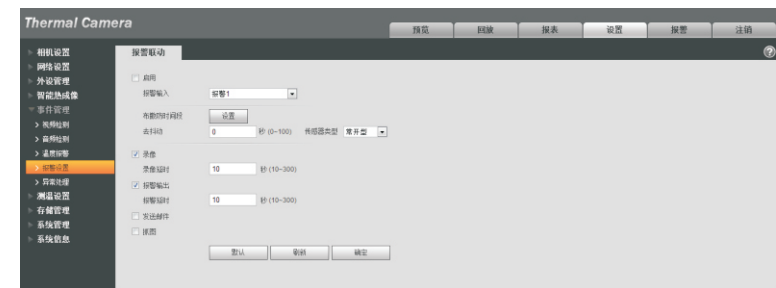 Thermal Came
预览 回放 报表 设置 报警 注销
相机设置
网络设置
外设管理
智能热成像
事件管理
视频检测
音频检测
温度报警
报警设置
异常处理
测温设置
存储管理
系统管理
系统信息
报警联动
启用
报警输入 报警1
布撤防时间段 设置
去抖动 0 秒 (0~100) 传感器类型 常开型
录像
录像延时 10 秒 (10~300)
报警输出
报警延时 10 秒 (10~300)
发送邮件
抓图
默认 刷新 确定